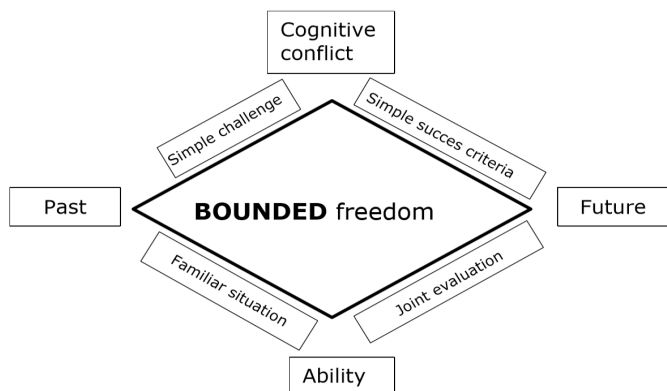 Cognitive
conflict
Simple challenge
Simple succes criteria
Past
BOUNDED freedom
Future
Familiar situation
Joint evaluation
Ability